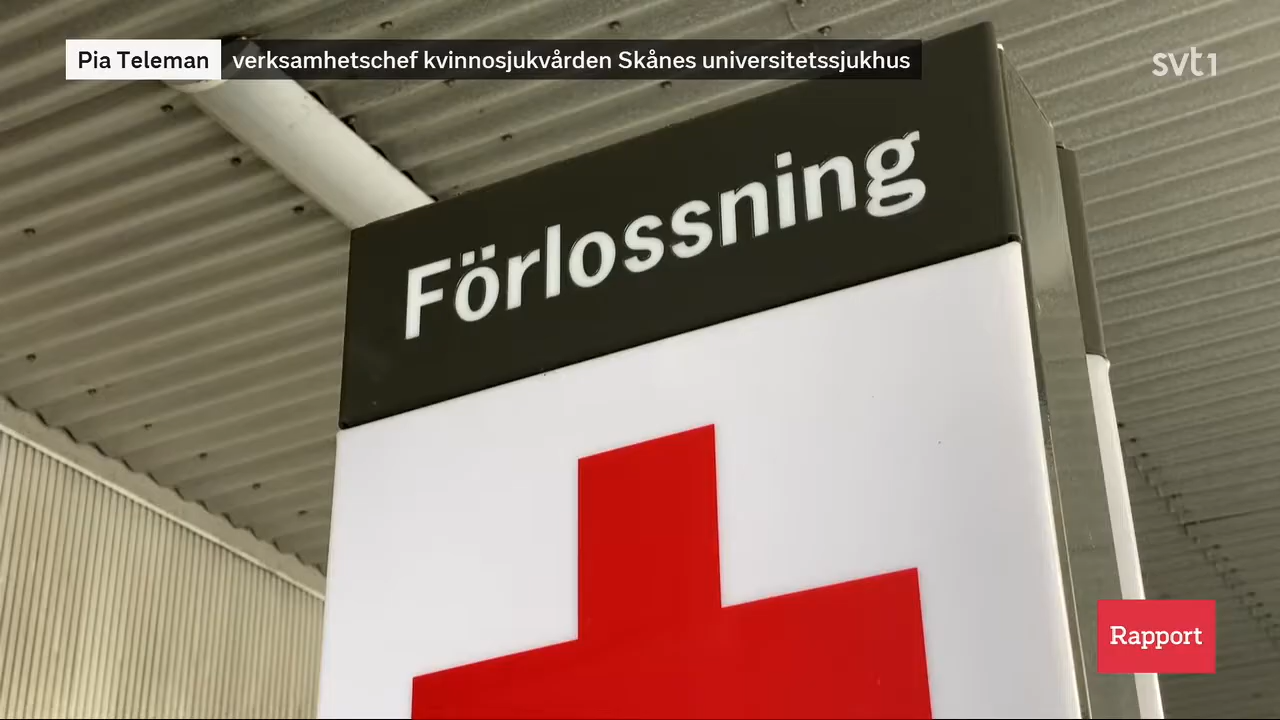 Pia Teleman verksamhetschef kvinnosjukvården Skånes universitetssjukhus
svt1
Förlossning
Rapport